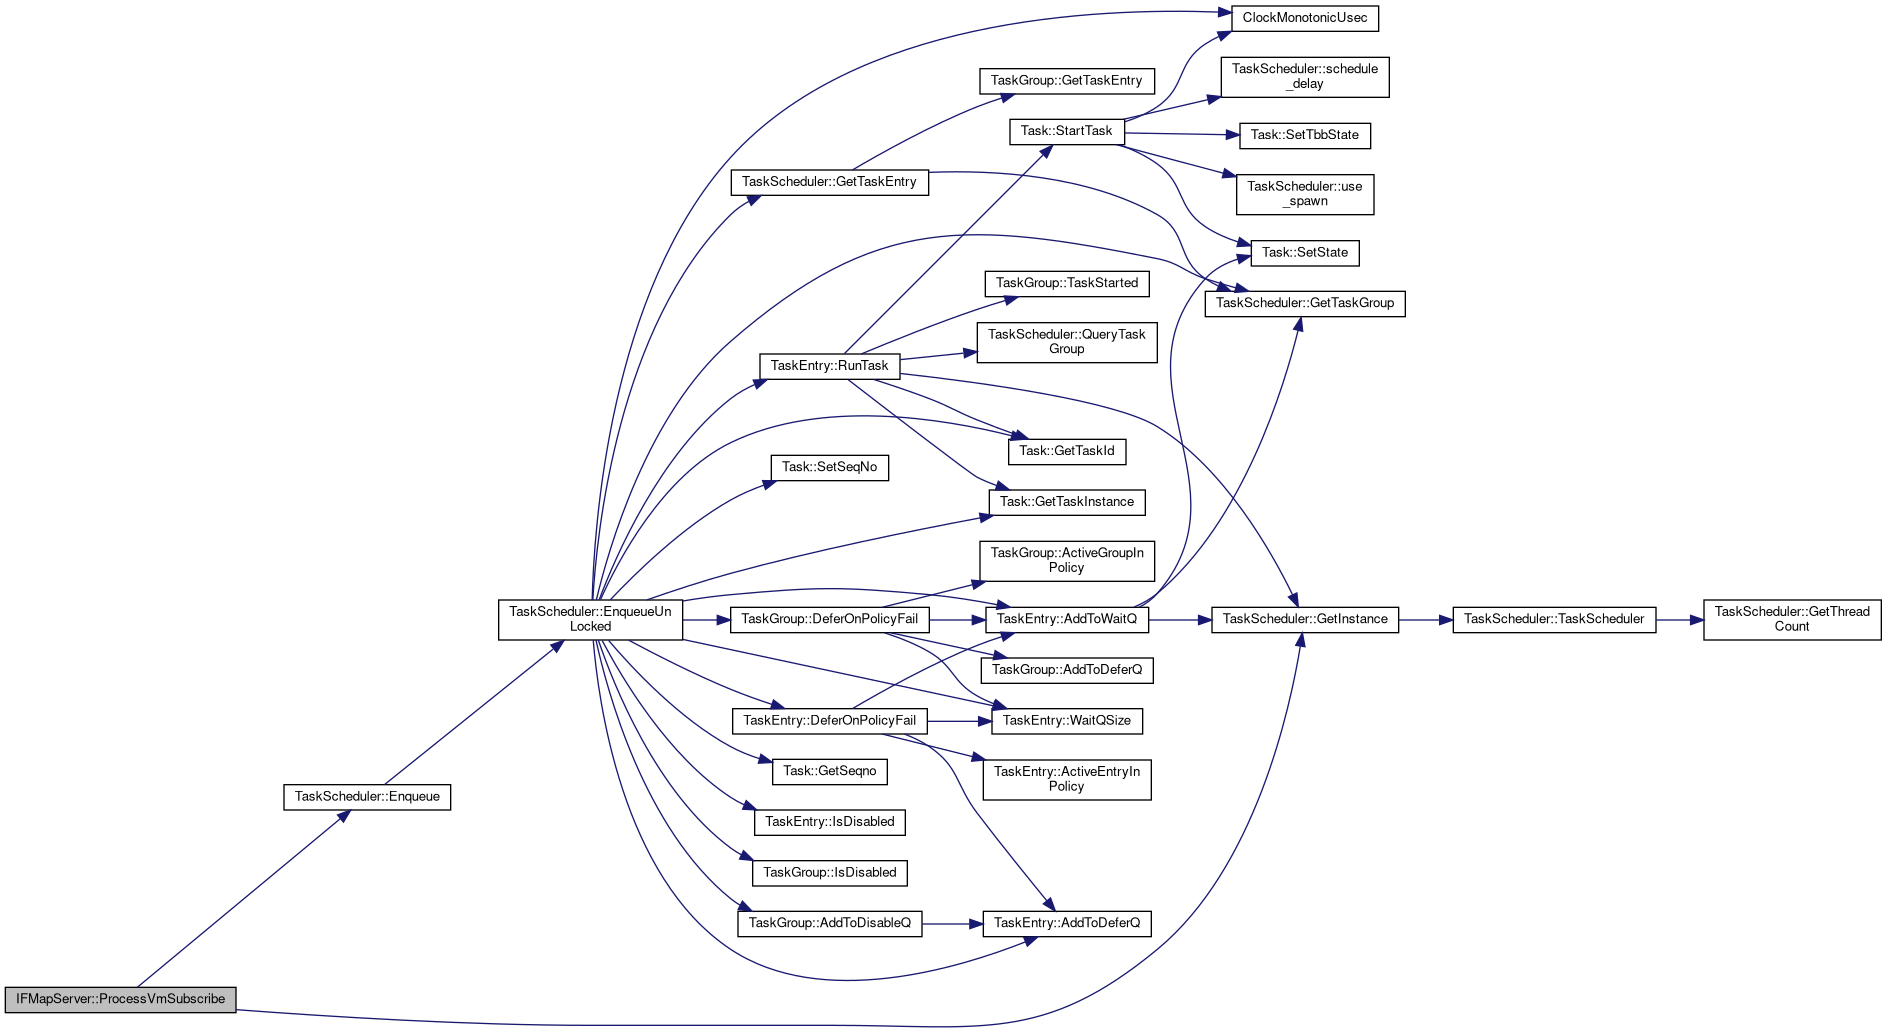 ClockMonotonicUsec
TaskScheduler::schedule
_delay
TaskGroup::GetTaskEntry
Task::StartTask
Task::SetTbbState
TaskScheduler::GetTaskEntry
TaskScheduler::use
_spawn
Task::SetState
TaskGroup::TaskStarted
TaskScheduler::GetTaskGroup
TaskScheduler::QueryTask
Group
TaskEntry::RunTask
Task::GetTaskId
Task::SetSeqNo
Task::GetTaskInstance
TaskGroup::ActiveGroupIn
Policy
TaskScheduler::EnqueueUn
Locked
TaskGroup::DeferOnPolicyFail
TaskEntry::AddToWaitQ
TaskScheduler::GetInstance
TaskScheduler::TaskScheduler
TaskScheduler::GetThread
Count
TaskGroup::AddToDeferQ
TaskEntry::DeferOnPolicyFail
TaskEntry::WaitQSize
Task::GetSeqno
TaskEntry::ActiveEntryIn
Policy
TaskScheduler::Enqueue
TaskEntry::IsDisabled
TaskGroup::IsDisabled
TaskGroup::AddToDisableQ
TaskEntry::AddToDeferQ
IFMapServer::ProcessVmSubscribe